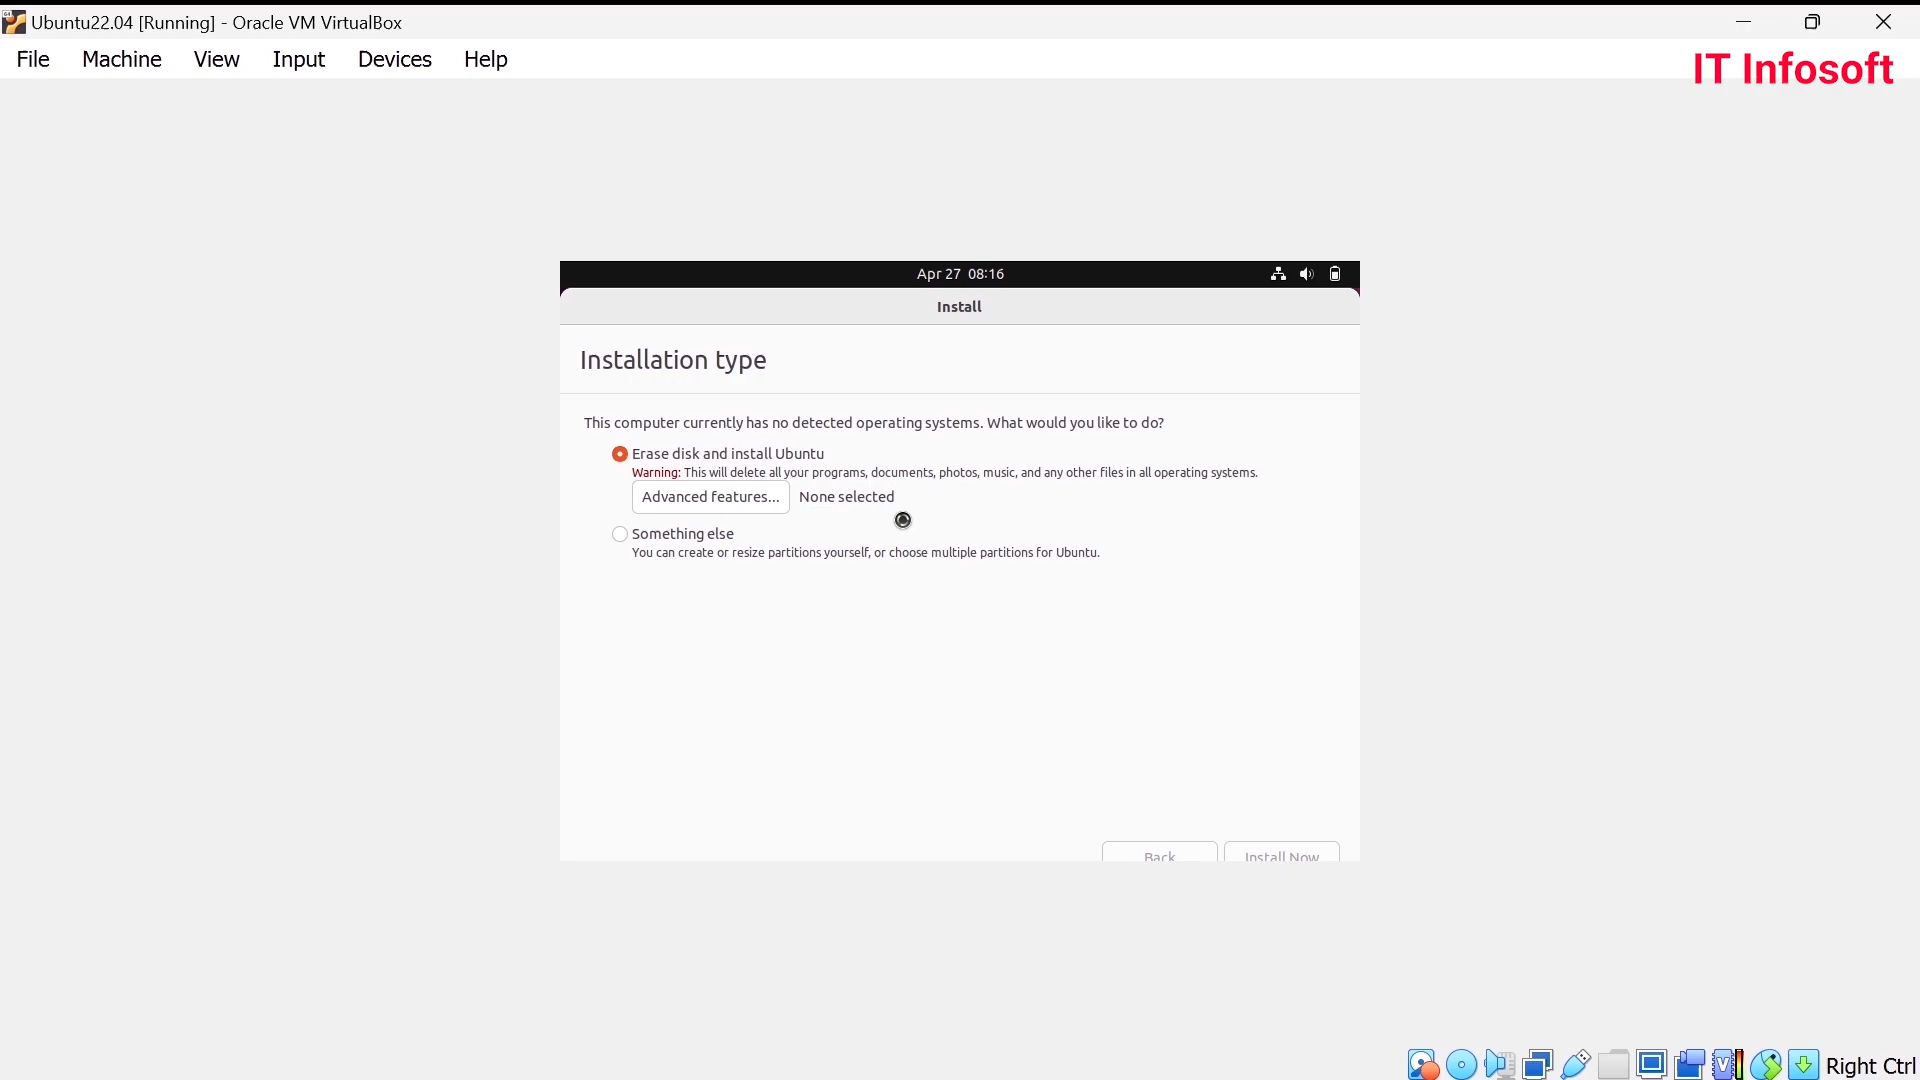 Ubuntu22.04 [Running] - Oracle VM VirtualBox
File Machine View Input Devices Help
IT Infosoft
Apr 27 08:16
Install
Installation type
This computer currently has no detected operating systems. What would you like to do?
Erase disk and install Ubuntu
Warning: This will delete all your programs, documents, photos, music, and any other files in all operating systems.
Advanced features... None selected
Something else
You can create or resize partitions yourself, or choose multiple partitions for Ubuntu.
Back Install Now
Right Ctrl